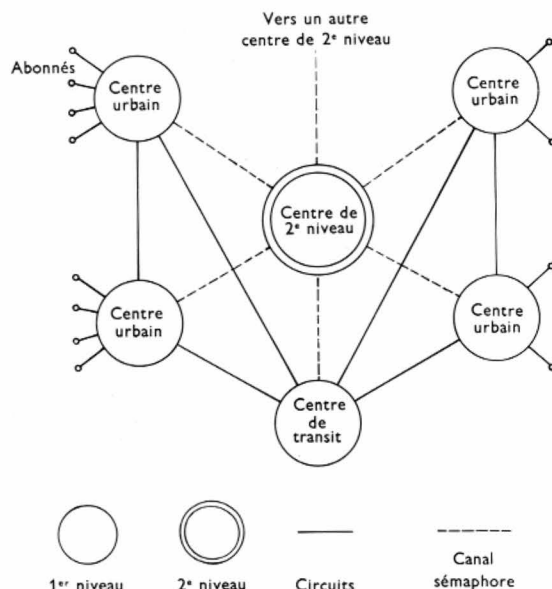 Vers un autre
centre de 2e niveau
Abonnés
Centre
urbain
Centre
urbain
Centre de
2e niveau
Centre
urbain
Centre
urbain
Centre
de
transit
1er niveau
2e niveau
Circuits
Canal
sémaphore